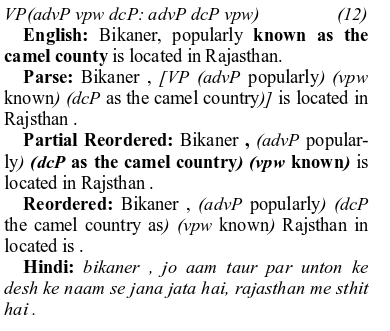 VP(advP vpw dcP: advP dcP vpw) (12)
English: Bikaner, popularly known as the
camel county is located in Rajasthan.
Parse: Bikaner , [VP (advP popularly) (vpw
known) (dcP as the camel country)] is located in
Rajsthan .
Partial Reordered: Bikaner , (advP popular-
ly) (dcP as the camel country) (vpw known) is
located in Rajsthan .
Reordered: Bikaner , (advP popularly) (dcP
the camel country as) (vpw known) Rajsthan in
located is .
Hindi: bikaner , jo aam taur par unton ke
desh ke naam se jana jata hai, rajasthan me sthit
hai .